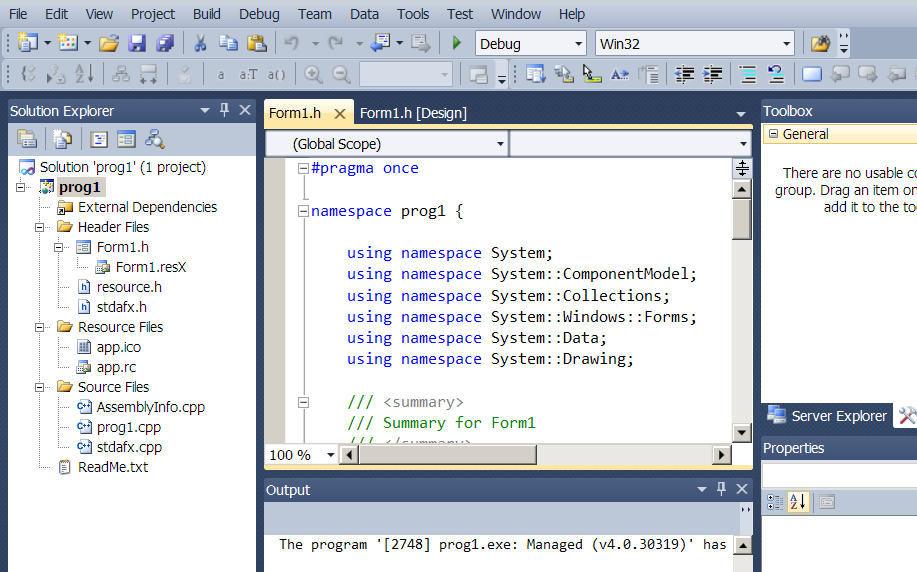 File Edit View Project Build Debug Team Data Tools Test Window Help
Debug Win32
a a:T a()
Solution Explorer
Solution 'prog1' (1 project)
prog1
External Dependencies
Header Files
Form1.h
Form1.resX
resource.h
stdafx.h
Resource Files
app.ico
app.rc
Source Files
AssemblyInfo.cpp
prog1.cpp
stdafx.cpp
ReadMe.txt
Form1.h Form1.h [Design]
(Global Scope)
#pragma once
namespace prog1 {
using namespace System;
using namespace System::ComponentModel;
using namespace System::Collections;
using namespace System::Windows::Forms;
using namespace System::Data;
using namespace System::Drawing;
/// <summary>
/// Summary for Form1
/// </summary>
100 %
Output
The program '[2748] prog1.exe: Managed (v4.0.30319)' has
Toolbox
General
There are no usable co
group. Drag an item on
add it to the too
Server Explorer
Properties